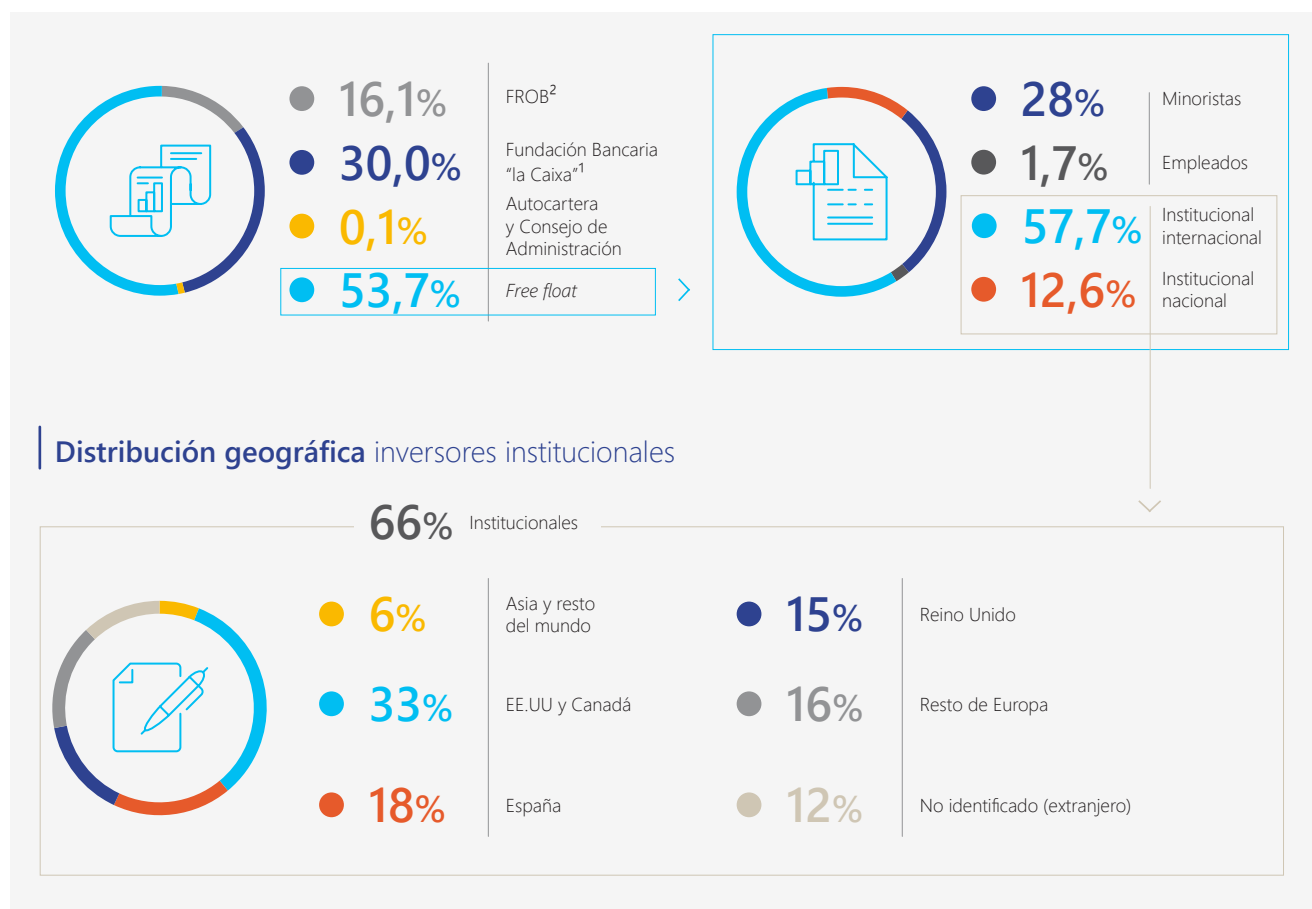 16,1%
FROB²
30,0%
Fundación Bancaria
“la Caixa”¹
0,1%
Autocartera
y Consejo de
Administración
53,7%
Free float
28%
Minoristas
1,7%
Empleados
57,7%
Institucional
internacional
12,6%
Institucional
nacional
Distribución geográfica inversores institucionales
66% Institucionales
6%
Asia y resto
del mundo
33%
EE.UU y Canadá
18%
España
15%
Reino Unido
16%
Resto de Europa
12%
No identificado (extranjero)